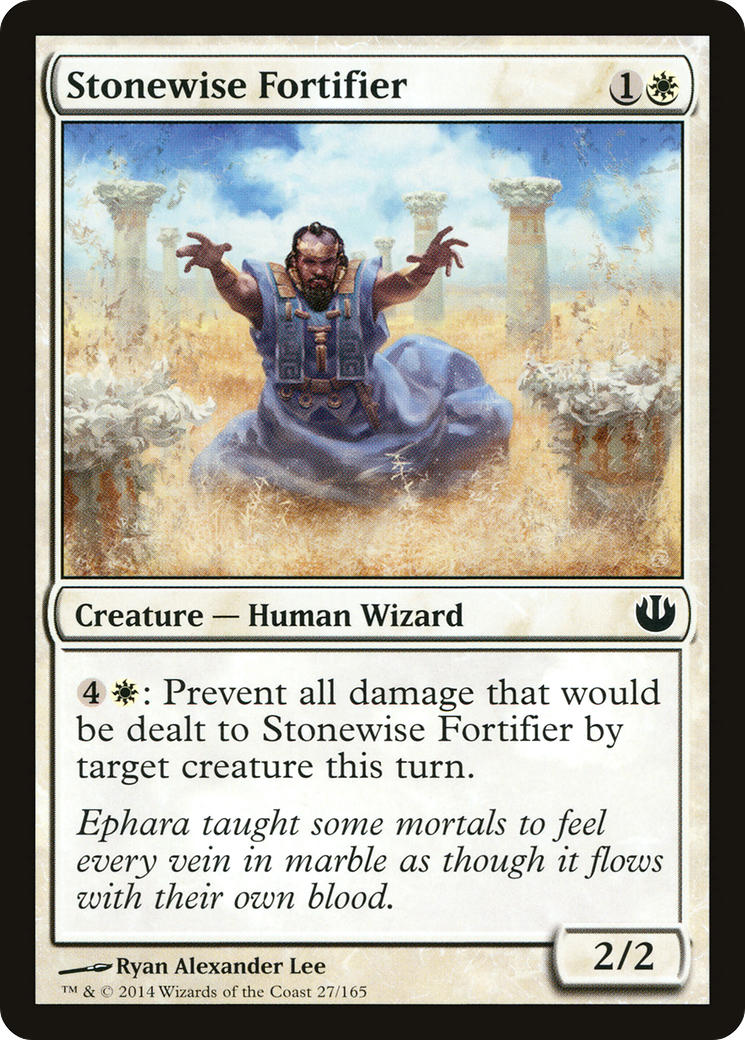 Stonewise Fortifier 1
Creature — Human Wizard
4: Prevent all damage that would
be dealt to Stonewise Fortifier by
target creature this turn.
Ephara taught some mortals to feel
every vein in marble as though it flows
with their own blood.
2/2
Ryan Alexander Lee
™ & © 2014 Wizards of the Coast 27/165